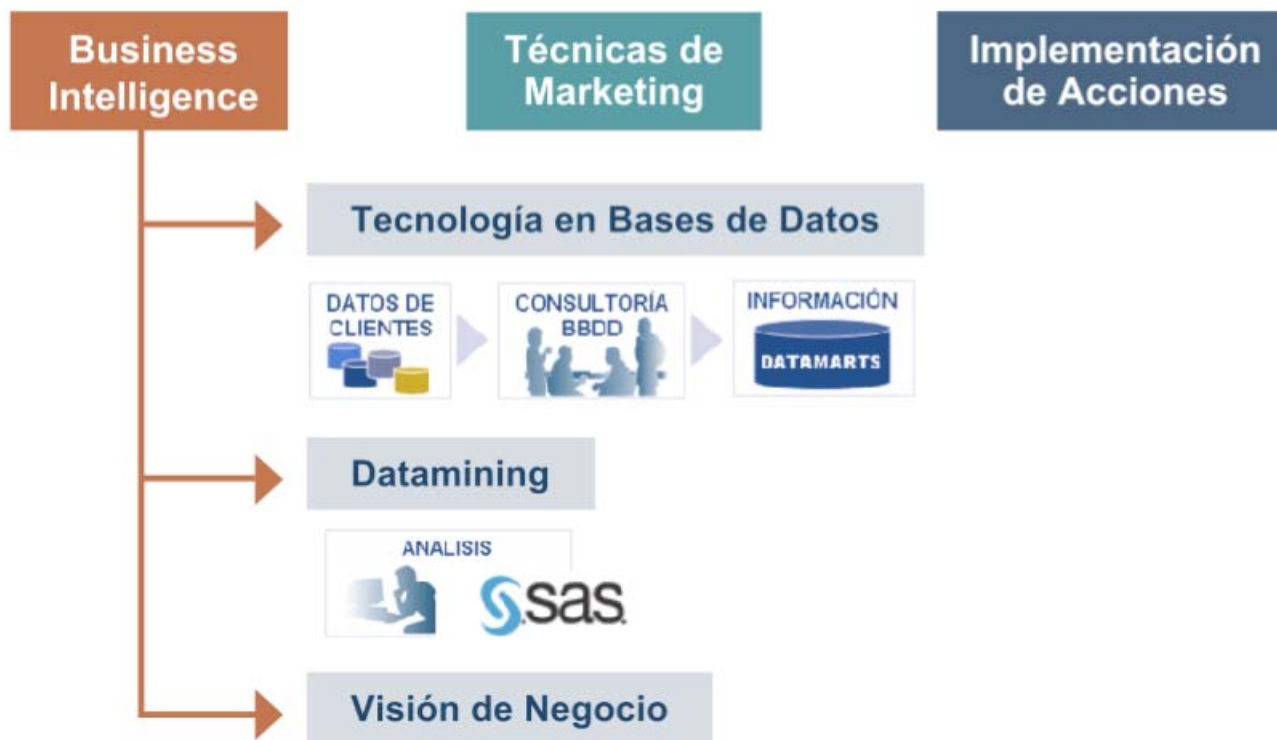 Business
Intelligence
Técnicas de
Marketing
Implementación
de Acciones
Tecnología en Bases de Datos
DATOS DE
CLIENTES
CONSULTORÍA
BBDD
INFORMACIÓN
DATAMARTS
Datamining
ANALISIS
sas
Visión de Negocio